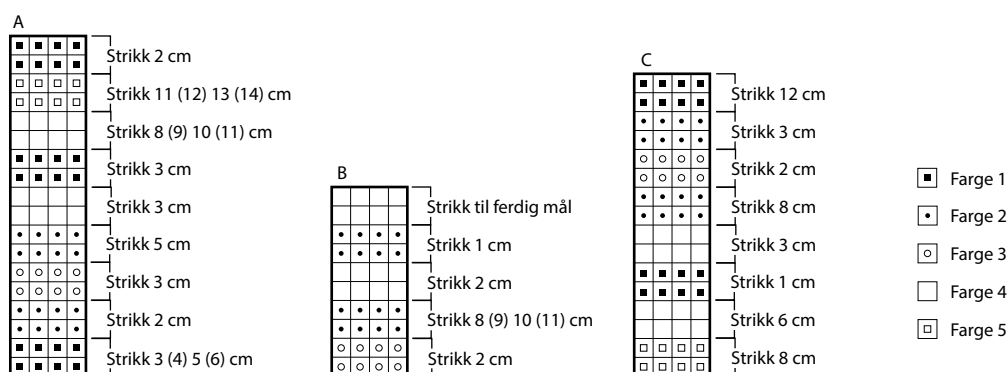 A
Strikk 2 cm
Strikk 11 (12) 13 (14) cm
Strikk 8 (9) 10 (11) cm
Strikk 3 cm
Strikk 3 cm
Strikk 5 cm
Strikk 3 cm
Strikk 2 cm
Strikk 3 (4) 5 (6) cm
B
Strikk til ferdig mål
Strikk 1 cm
Strikk 2 cm
Strikk 8 (9) 10 (11) cm
Strikk 2 cm
C
Strikk 12 cm
Strikk 3 cm
Strikk 2 cm
Strikk 8 cm
Strikk 3 cm
Strikk 1 cm
Strikk 6 cm
Strikk 8 cm
Farge 1
Farge 2
Farge 3
Farge 4
Farge 5